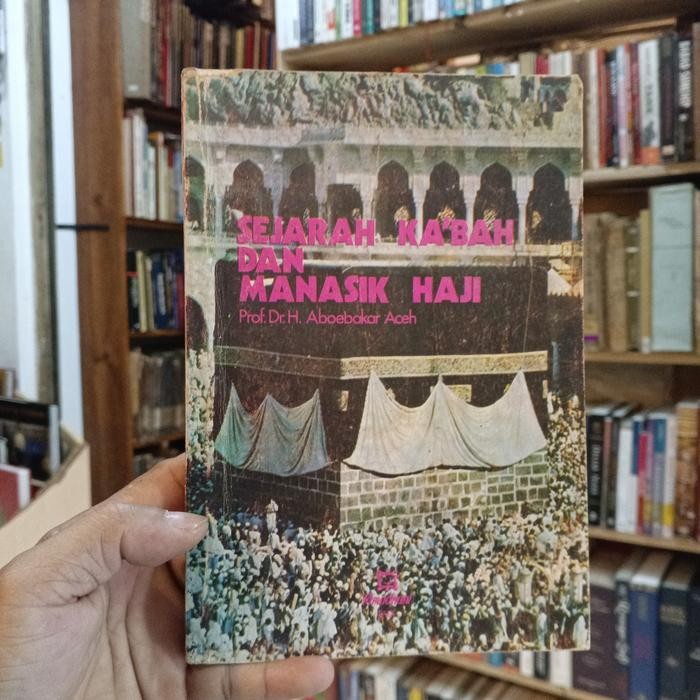 SEJARAH KA'BAH
DAN
MANASIK HAJI
Prof. Dr. H. Aboebakar Aceh